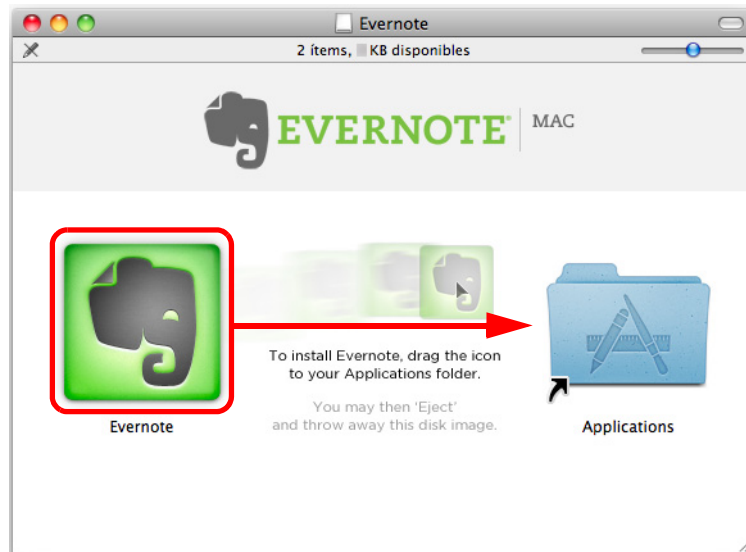 Evernote
2 ítems, KB disponibles
EVERNOTE® MAC
To install Evernote, drag the icon
to your Applications folder.
You may then ‘Eject’
and throw away this disk image.
Evernote
Applications